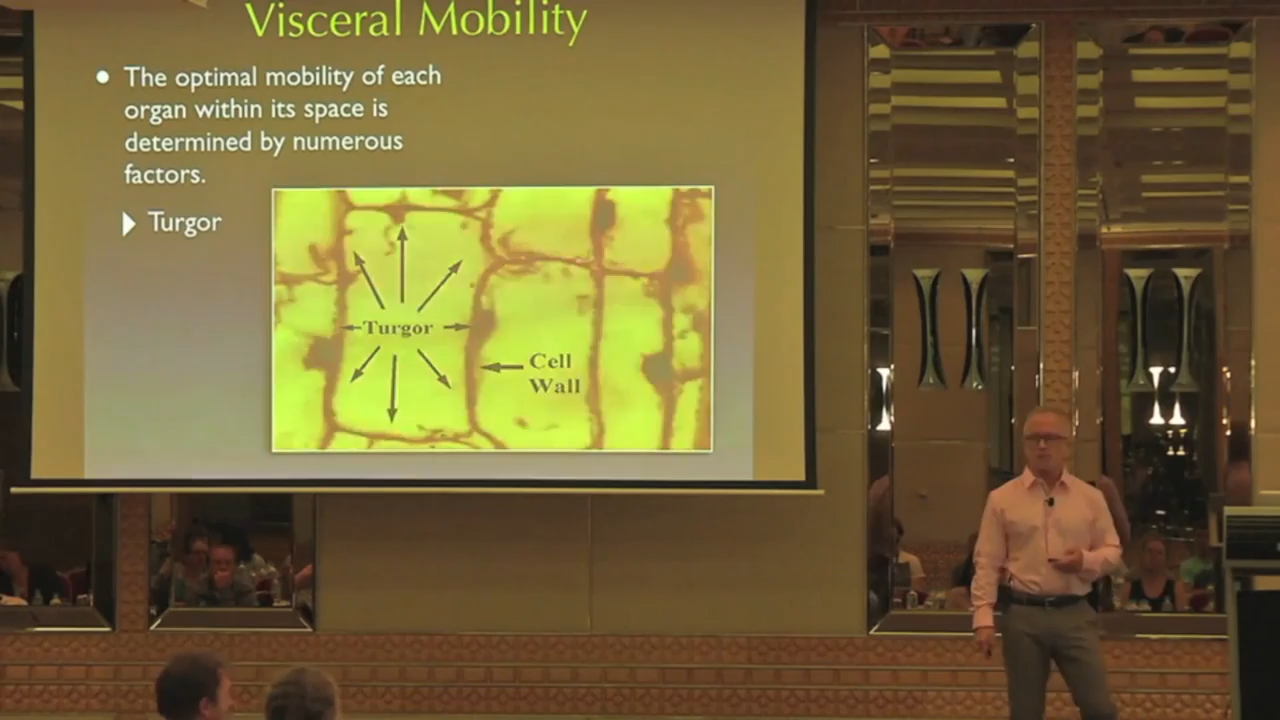 Visceral Mobility
The optimal mobility of each
organ within its space is
determined by numerous
factors.
Turgor
Turgor
Cell
Wall